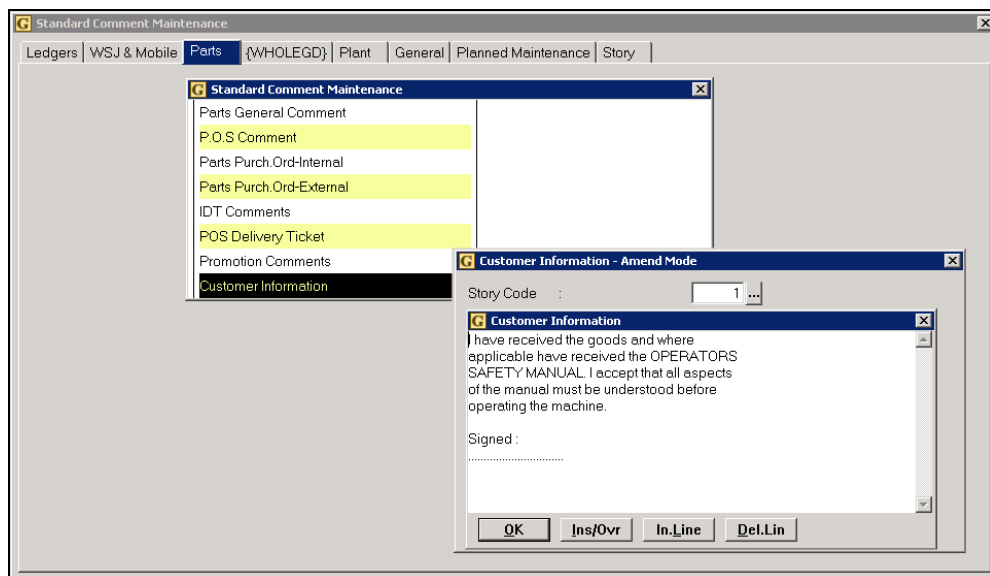 G Standard Comment Maintenance
Ledgers WSJ & Mobile Parts {WHOLEGD} Plant General Planned Maintenance Story
G Standard Comment Maintenance
Parts General Comment
P.O.S Comment
Parts Purch.Ord-Internal
Parts Purch.Ord-External
IDT Comments
POS Delivery Ticket
Promotion Comments
Customer Information
G Customer Information - Amend Mode
Story Code : 1 ...
G Customer Information
I have received the goods and where
applicable have received the OPERATORS
SAFETY MANUAL. I accept that all aspects
of the manual must be understood before
operating the machine.
Signed :
..............................
OK Ins/Ovr In.Line Del.Lin